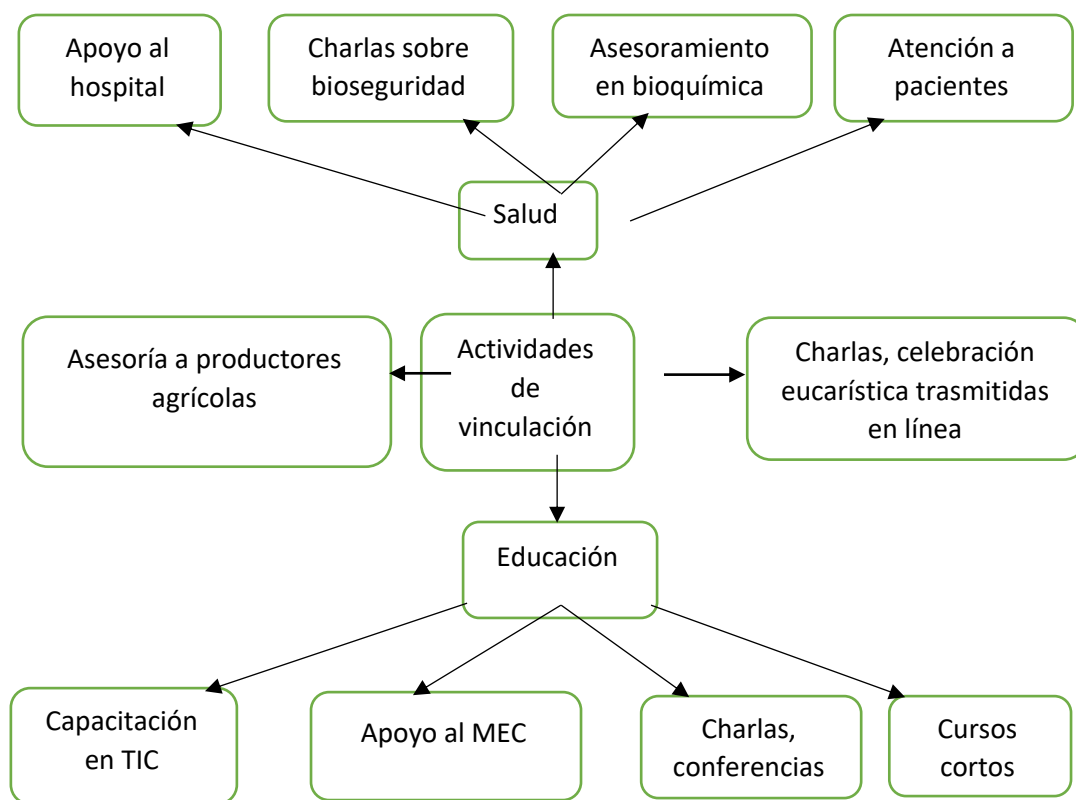 Apoyo al
hospital
Charlas sobre
bioseguridad
Asesoramiento
en bioquímica
Atención a
pacientes
Salud
Asesoría a productores
agrícolas
Actividades
de
vinculación
Charlas, celebración
eucarística trasmitidas
en línea
Educación
Capacitación
en TIC
Apoyo al MEC
Charlas,
conferencias
Cursos
cortos